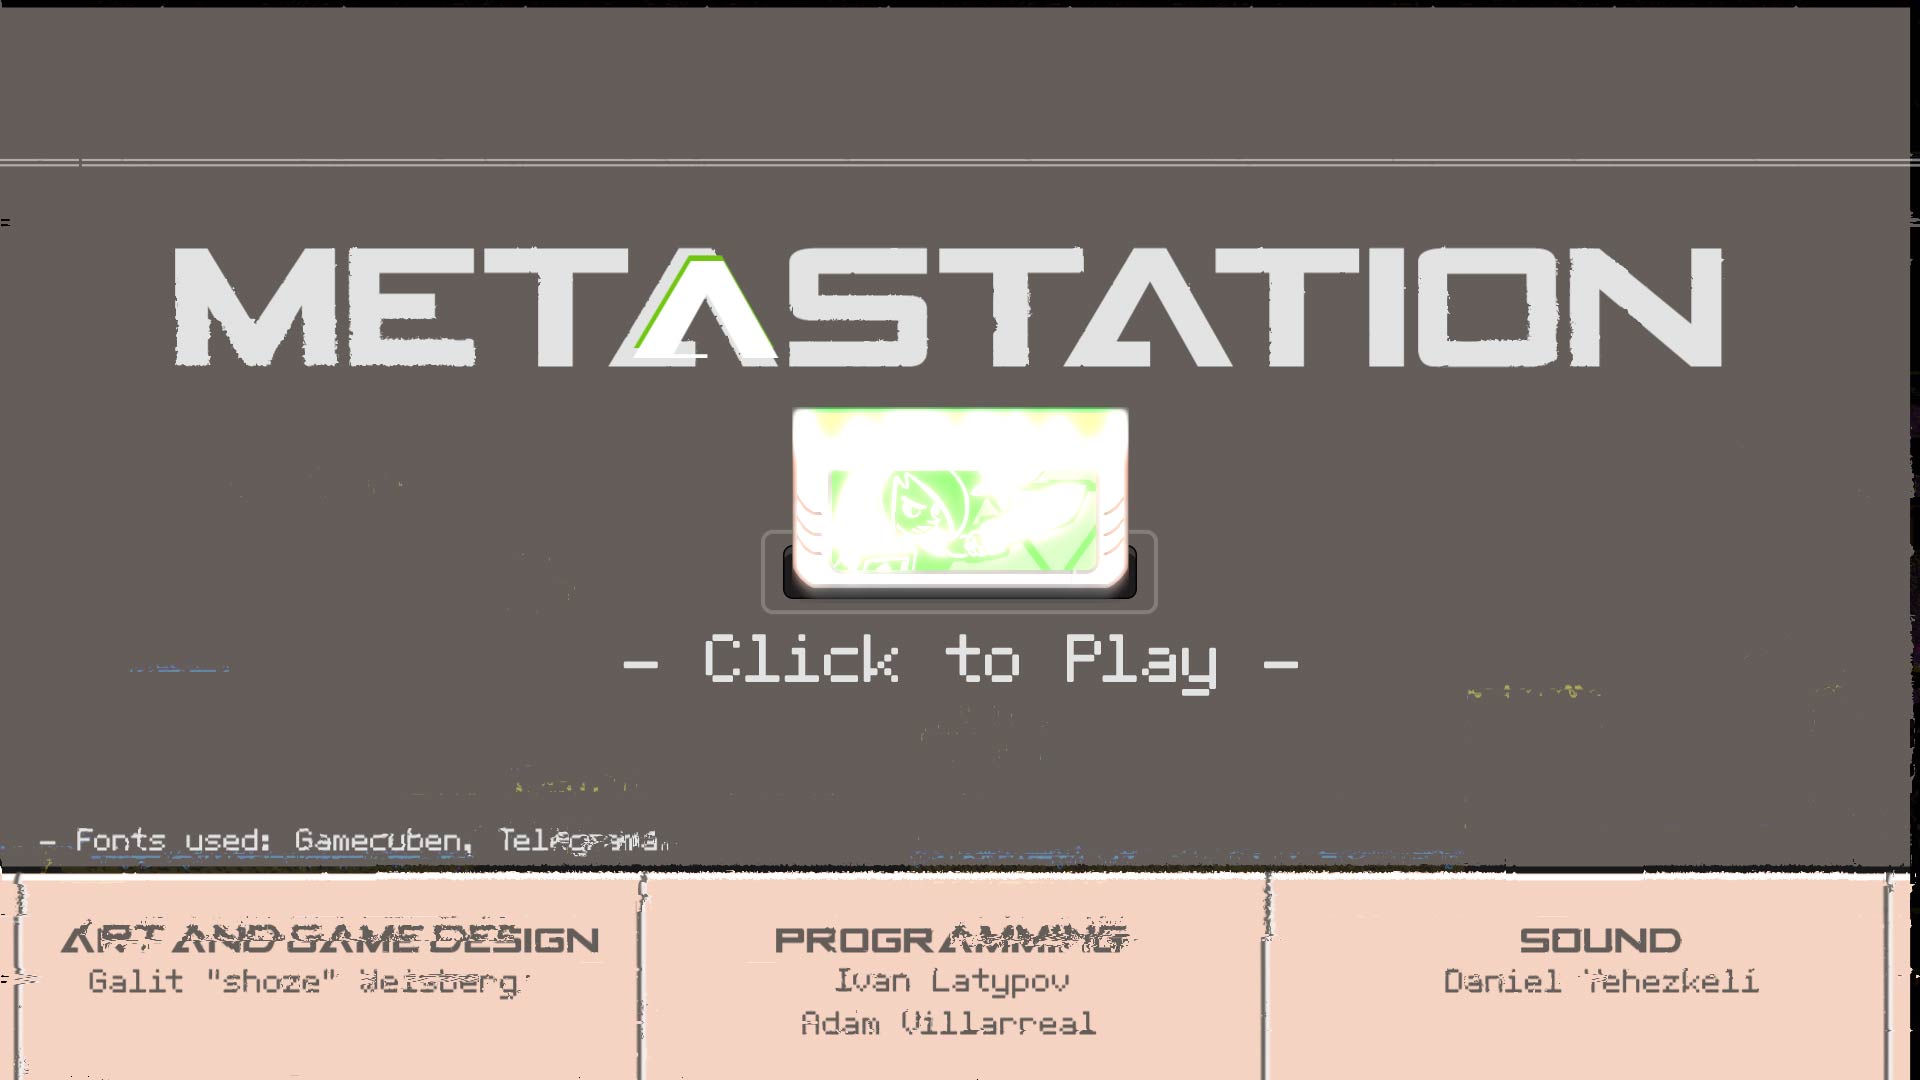 METASTATION
- Click to Play -
- Fonts used: Gamecuben, Telegrama.
ART AND GAME DESIGN
Galit "shoze" Weisberg
PROGRAMMING
Ivan Latypov
Adam Villarreal
SOUND
Daniel Yehezkeli